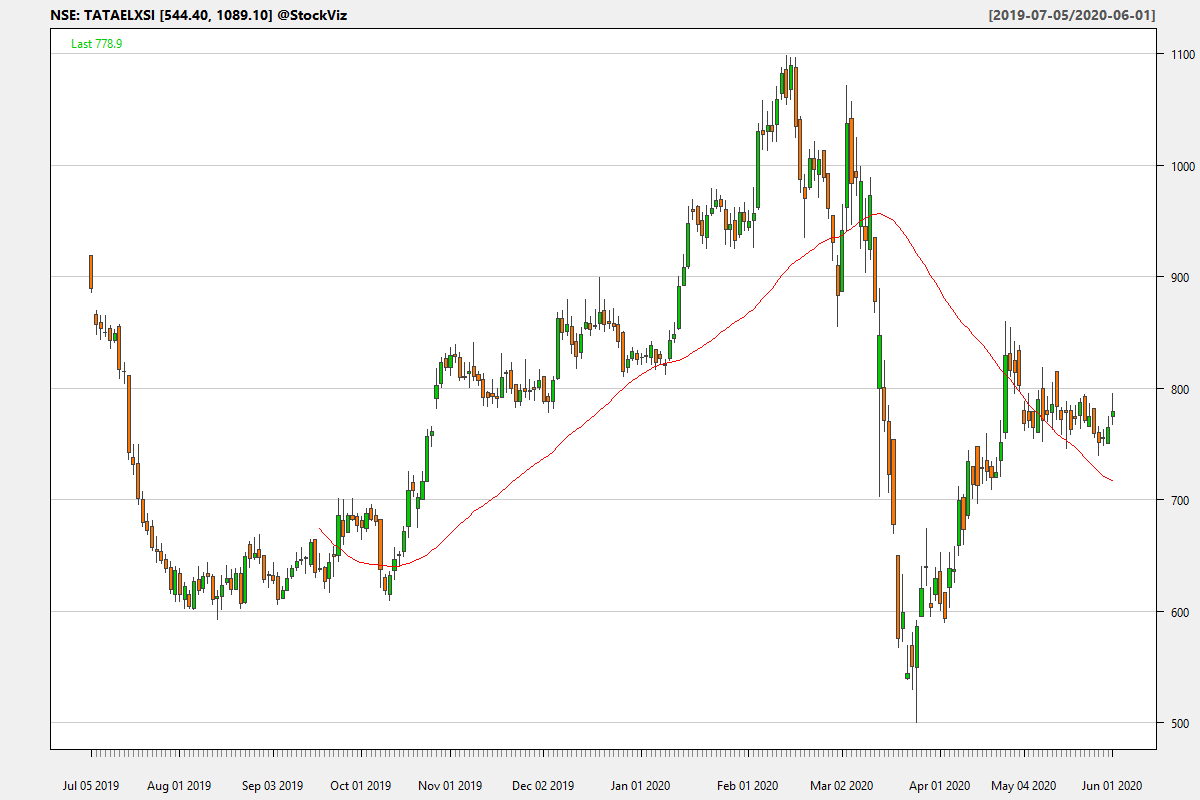 NSE: TATAELXSI [544.40, 1089.10] @StockViz [2019-07-05/2020-06-01]
Last 778.9
1100
1000
900
800
700
600
500
Jul 05 2019 Aug 01 2019 Sep 03 2019 Oct 01 2019 Nov 01 2019 Dec 02 2019 Jan 01 2020 Feb 01 2020 Mar 02 2020 Apr 01 2020 May 04 2020 Jun 01 2020